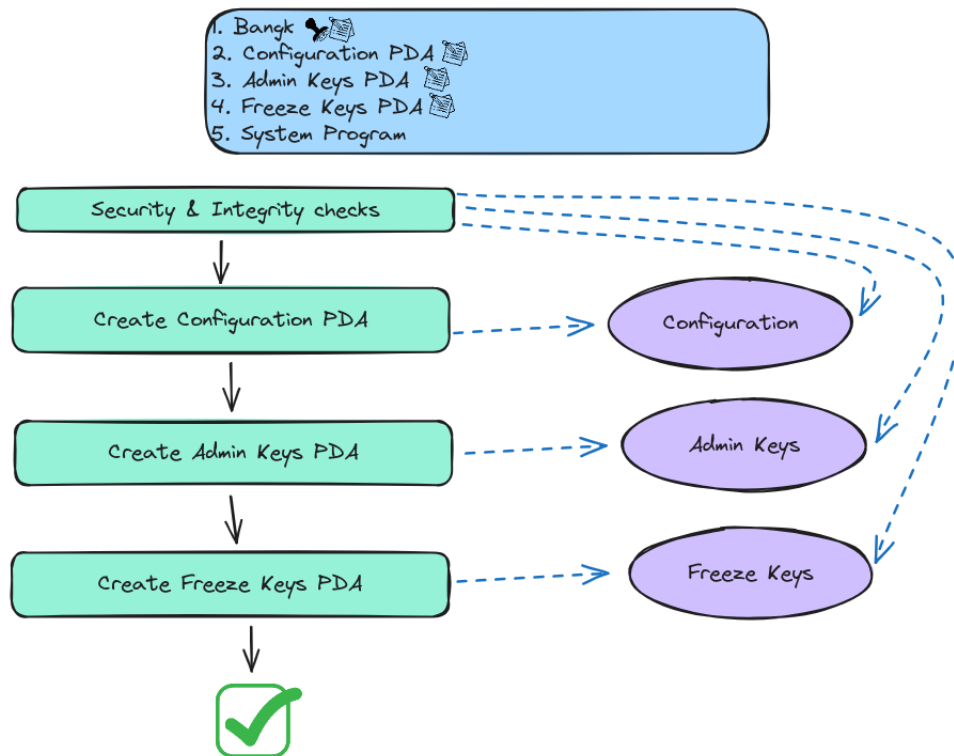 1. Bangk
2. Configuration PDA
3. Admin Keys PDA
4. Freeze Keys PDA
5. System Program
Security & Integrity checks
Create Configuration PDA
Configuration
Create Admin Keys PDA
Admin Keys
Create Freeze Keys PDA
Freeze Keys